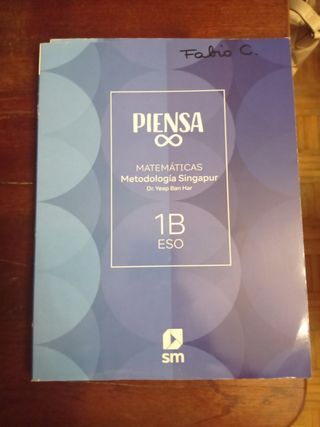 Fabio C.
PIENSA
∞
MATEMÁTICAS
Metodología Singapur
Dr. Yeap Ban Har
1B
ESO
sm